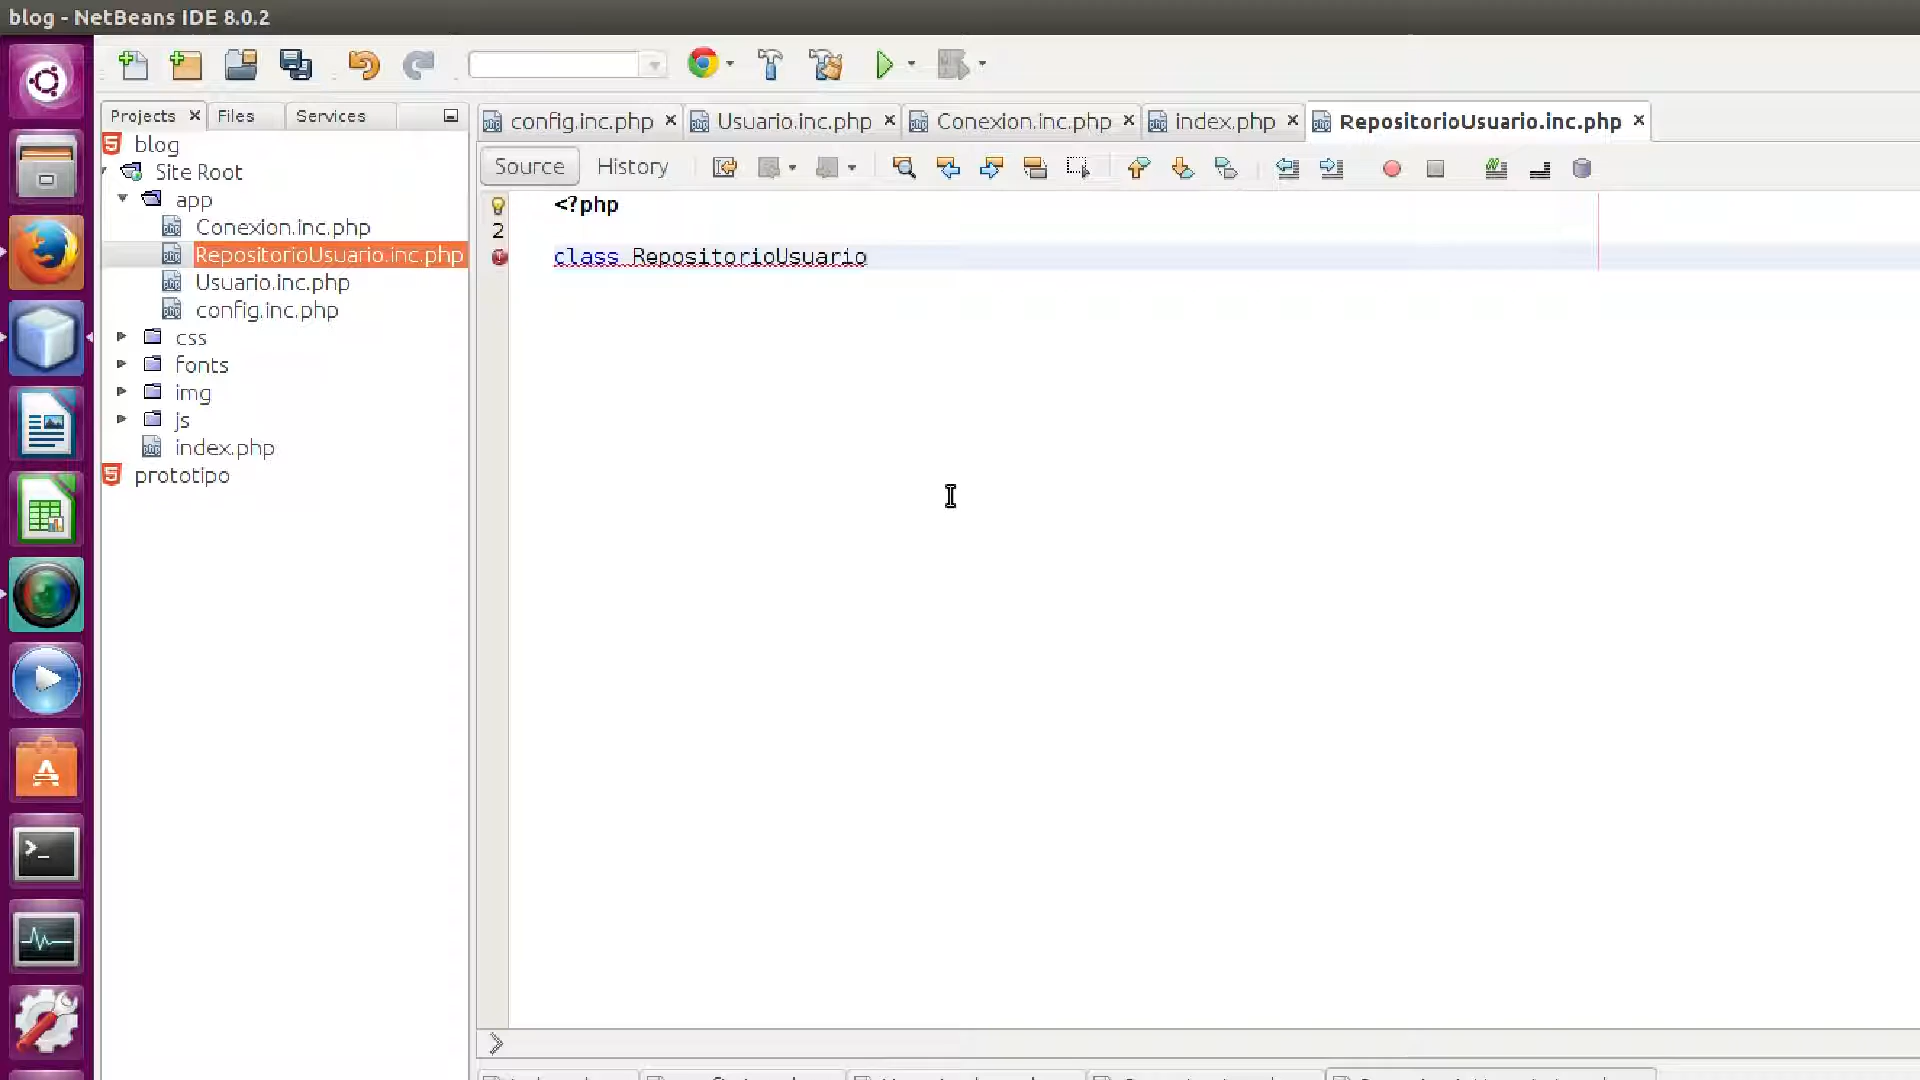 blog - NetBeans IDE 8.0.2
Projects Files Services
blog
Site Root
app
Conexion.inc.php
RepositorioUsuario.inc.php
Usuario.inc.php
config.inc.php
css
fonts
img
js
index.php
prototipo
config.inc.php Usuario.inc.php Conexion.inc.php index.php RepositorioUsuario.inc.php
Source History
<?php
2
class RepositorioUsuario